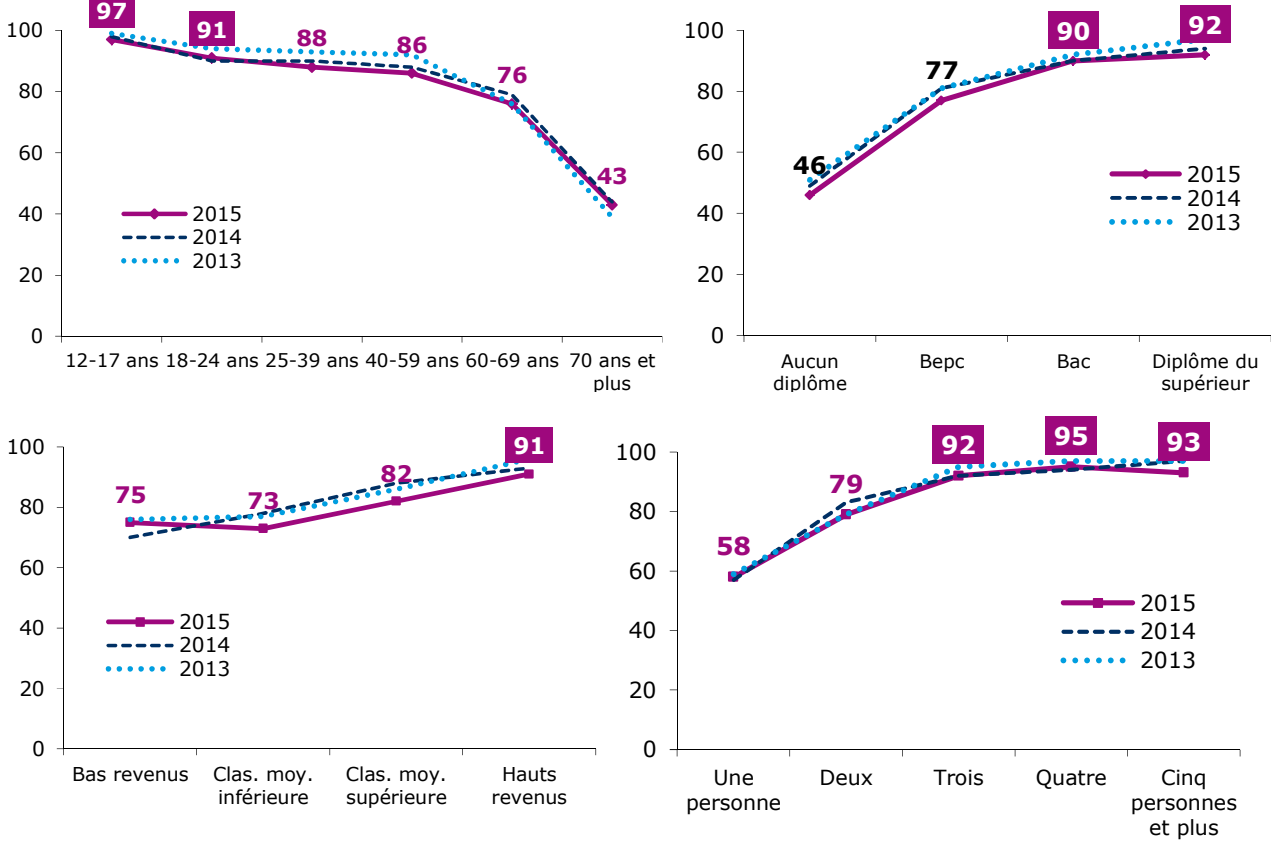 97
91
88
86
76
43
100
80
60
40
20
0
2015
2014
2013
12-17 ans 18-24 ans 25-39 ans 40-59 ans 60-69 ans 70 ans et
plus
46
77
90
92
100
80
60
40
20
0
2015
2014
2013
Aucun
diplôme
Bepc
Bac
Diplôme du
supérieur
75
73
82
91
100
80
60
40
20
0
2015
2014
2013
Bas revenus
Clas. moy.
inférieure
Clas. moy.
supérieure
Hauts
revenus
58
79
92
95
93
100
80
60
40
20
0
2015
2014
2013
Une
personne
Deux
Trois
Quatre
Cinq
personnes
et plus